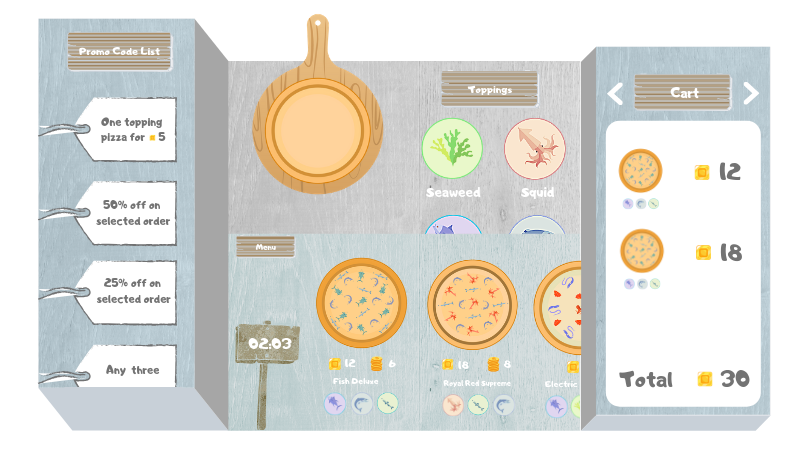 Promo Code List
One topping
pizza for 5
50% off on
selected order
25% off on
selected order
Any three
Toppings
Seaweed
Squid
Menu
02:03
12
6
Fish Deluxe
18
8
Royal Red Supreme
Electric
Cart
12
18
Total 30